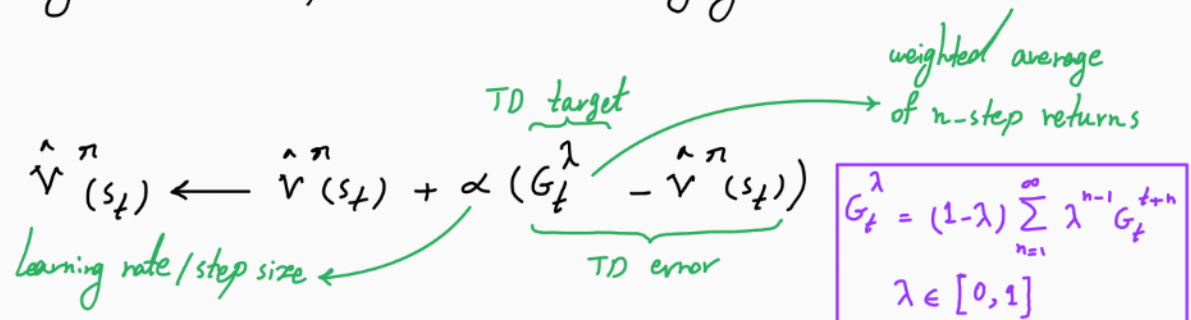 weighted average
of n-step returns
TD target
V̂^π(s_t) ← V̂^π(s_t) + α (G_t^λ - V̂^π(s_t))
TD error
Learning rate/step size
G_t^λ = (1-λ) ∑_{n=1}^{∞} λ^{n-1} G_t^{t+n}
λ ∈ [0,1]